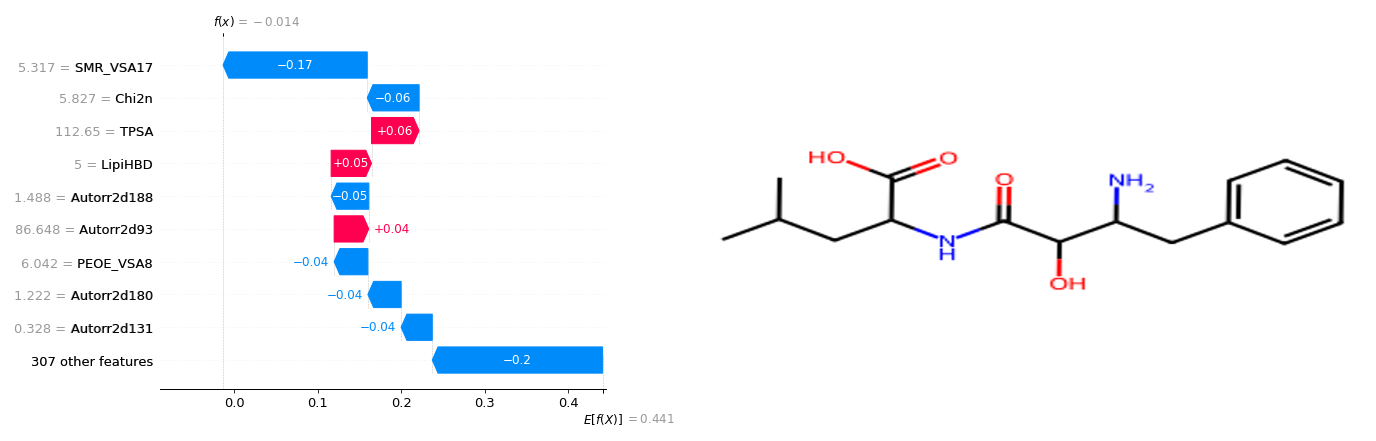 f(x) = −0.014
5.317 = SMR_VSA17
−0.17
5.827 = Chi2n
−0.06
112.65 = TPSA
+0.06
5 = LipiHBD
+0.05
1.488 = Autorr2d188
−0.05
86.648 = Autorr2d93
+0.04
6.042 = PEOE_VSA8
−0.04
1.222 = Autorr2d180
−0.04
0.328 = Autorr2d131
−0.04
307 other features
−0.2
0.0 0.1 0.2 0.3 0.4
E[f(X)] = 0.441
HO
O
O
NH2
N
H
OH